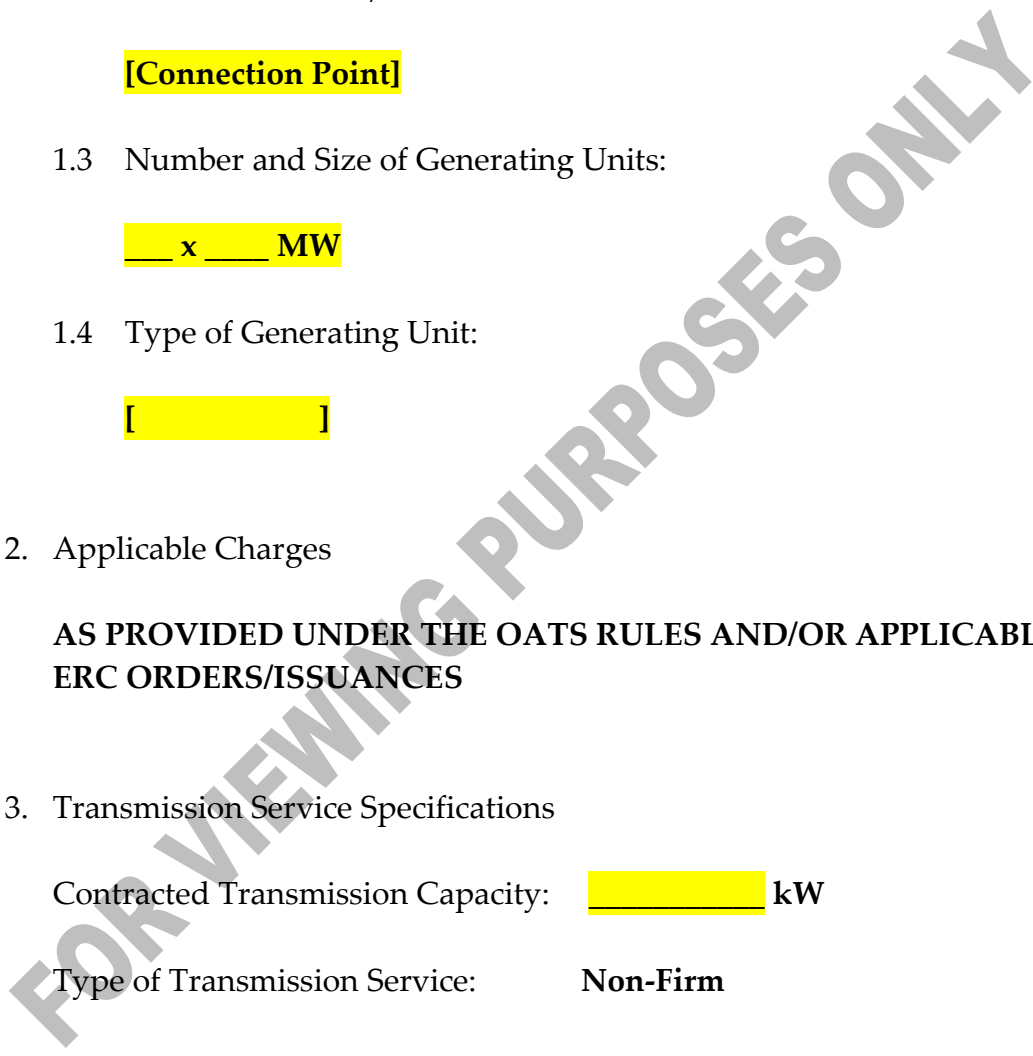 [Connection Point]
1.3 Number and Size of Generating Units:
___ x ____ MW
1.4 Type of Generating Unit:
[ ]
2. Applicable Charges
AS PROVIDED UNDER THE OATS RULES AND/OR APPLICABL
ERC ORDERS/ISSUANCES
3. Transmission Service Specifications
Contracted Transmission Capacity: ___________ kW
Type of Transmission Service: Non-Firm
FOR VIEWING PURPOSES ONLY